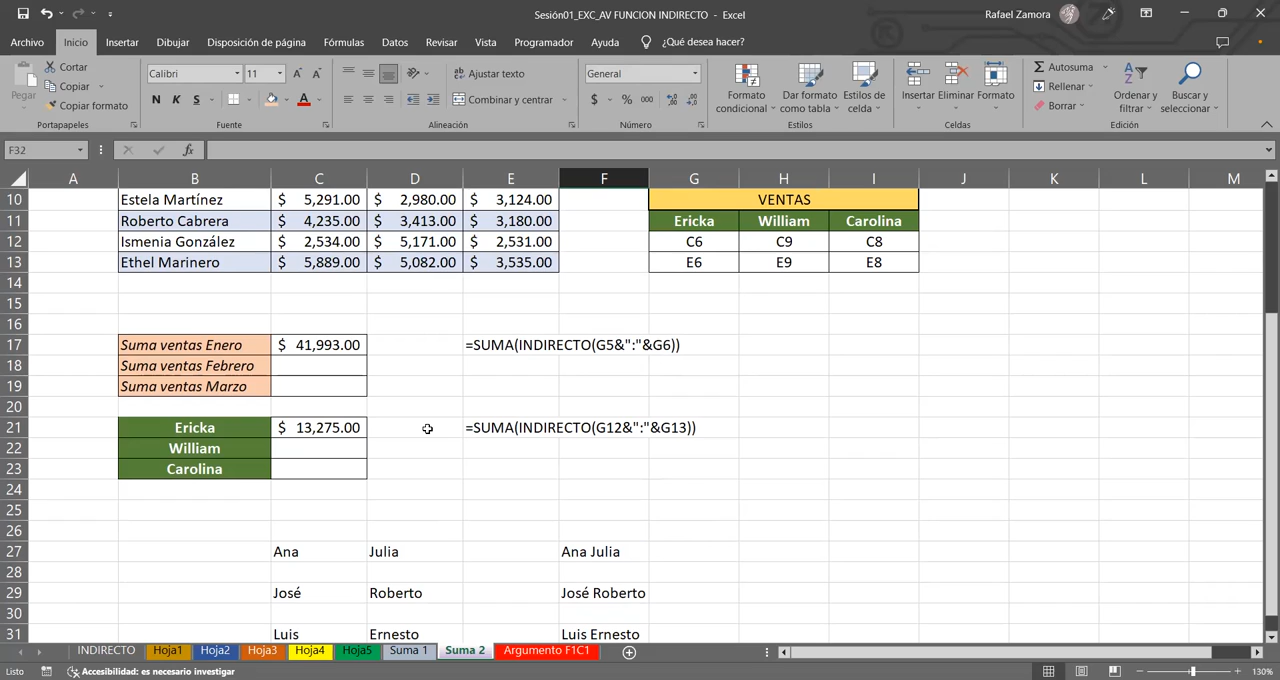 Sesión01_EXC_AV FUNCION INDIRECTO - Excel
Rafael Zamora
Archivo Inicio Insertar Dibujar Disposición de página Fórmulas Datos Revisar Vista Programador Ayuda ¿Qué desea hacer?
Pegar
Cortar
Copiar
Copiar formato
Portapapeles
Calibri 11
N K S
Fuente
Ajustar texto
Combinar y centrar
Alineación
General
$ % 000
Número
Formato condicional
Dar formato como tabla
Estilos de celda
Estilos
Insertar Eliminar Formato
Celdas
Autosuma
Rellenar
Borrar
Ordenar y filtrar
Buscar y seleccionar
Edición
F32
fx
A B C D E F G H I J K L M
10 Estela Martínez $ 5,291.00 $ 2,980.00 $ 3,124.00 VENTAS
11 Roberto Cabrera $ 4,235.00 $ 3,413.00 $ 3,180.00 Ericka William Carolina
12 Ismenia González $ 2,534.00 $ 5,171.00 $ 2,531.00 C6 C9 C8
13 Ethel Marinero $ 5,889.00 $ 5,082.00 $ 3,535.00 E6 E9 E8
14
15
16
17 Suma ventas Enero $ 41,993.00 =SUMA(INDIRECTO(G5&":"&G6))
18 Suma ventas Febrero
19 Suma ventas Marzo
20
21 Ericka $ 13,275.00 =SUMA(INDIRECTO(G12&":"&G13))
22 William
23 Carolina
24
25
26
27 Ana Julia Ana Julia
28
29 José Roberto José Roberto
30
31 Luis Ernesto Luis Ernesto
INDIRECTO Hoja1 Hoja2 Hoja3 Hoja4 Hoja5 Suma 1 Suma 2 Argumento F1C1
Listo Accesibilidad: es necesario investigar 130%